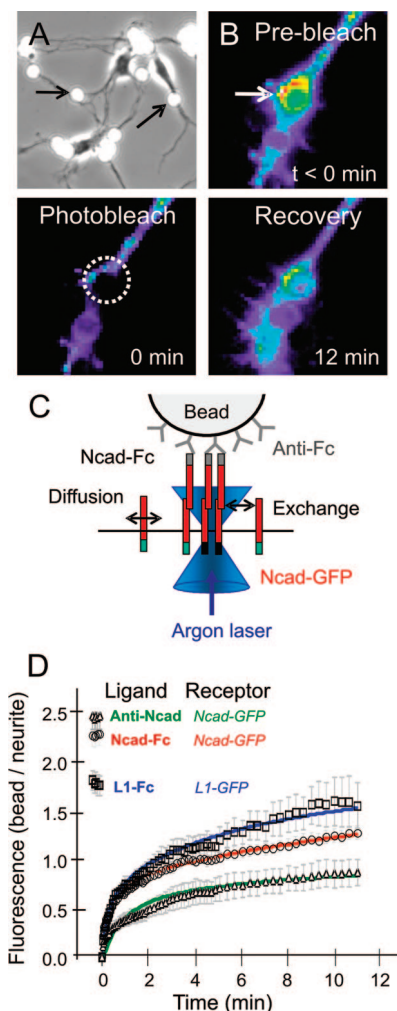 A
B
Pre-bleach
t < 0 min
Photobleach
0 min
Recovery
12 min
C
Bead
Ncad-Fc
Anti-Fc
Diffusion
Exchange
Ncad-GFP
Argon laser
D
Ligand Receptor
Anti-Ncad Ncad-GFP
Ncad-Fc Ncad-GFP
L1-Fc L1-GFP
Fluorescence (bead / neurite)
2.5
2.0
1.5
1.0
0.5
0.0
0 2 4 6 8 10 12
Time (min)